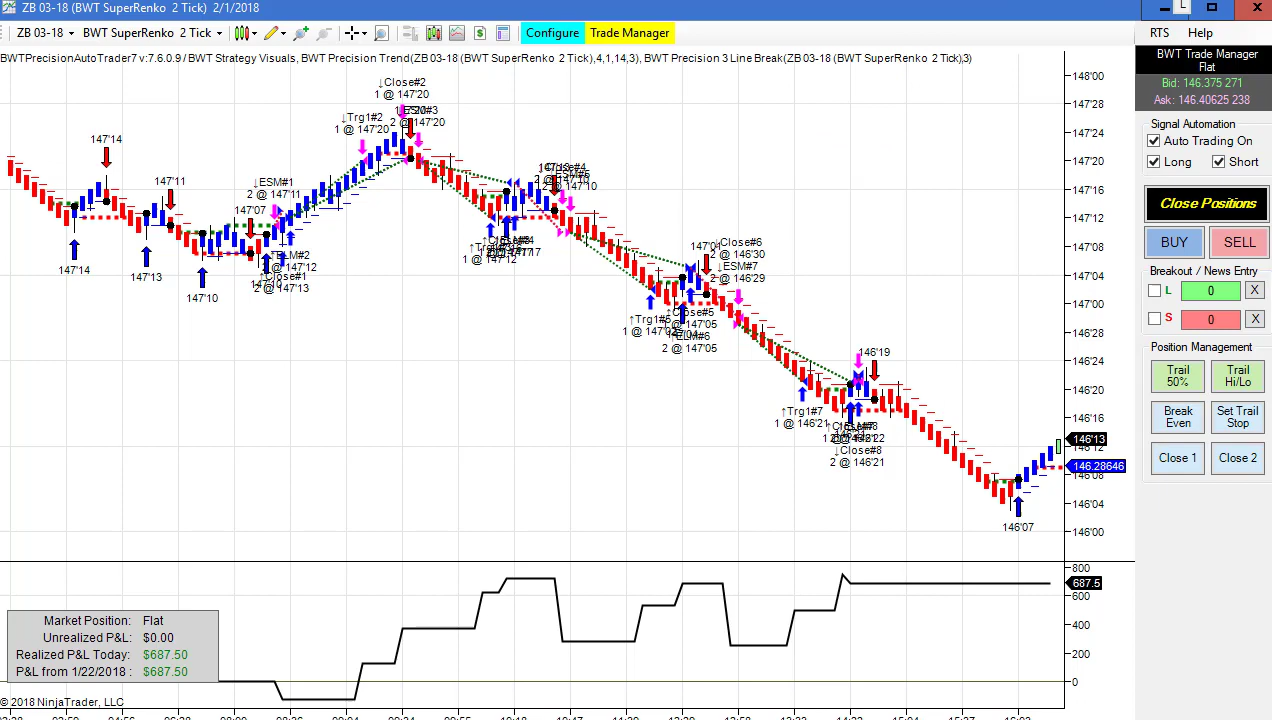 ZB 03-18 (BWT SuperRenko 2 Tick) 2/1/2018
L
ZB 03-18 BWT SuperRenko 2 Tick Configure Trade Manager
RTS Help
BWTPrecisionAutoTrader7 v:7.6.0.9 / BWT Strategy Visuals, BWT Precision Trend(ZB 03-18 (BWT SuperRenko 2 Tick),4,1,14,3), BWT Precision 3 Line Break(ZB 03-18 (BWT SuperRenko 2 Tick),3)
BWT Trade Manager
Flat
Bid: 146.375 271
Ask: 146.40625 238
Signal Automation
Auto Trading On
Long Short
Close Positions
BUY SELL
Breakout / News Entry
L 0 X
S 0 X
Position Management
Trail 50%
Trail Hi/Lo
Break Even
Set Trail Stop
Close 1 Close 2
147'14
147'14
147'13
147'11
147'10
147'07
↓ESM#1
2 @ 147'11
2 @ 147'12
↑Close#1
2 @ 147'13
↓Trg1#2
1 @ 147'20
↓Close#2
1 @ 147'20
2 @ 147'20
1 @ 147'12
2 @ 147'10
↑Trg1#5
↑Close#5
2 @ 147'05
2 @ 147'05
↓Close#6
2 @ 146'30
↓ESM#7
2 @ 146'29
↑Trg1#7
1 @ 146'21
146'19
↓Close#8
2 @ 146'21
146'07
148'00
147'28
147'24
147'20
147'16
147'12
147'08
147'04
147'00
146'28
146'24
146'20
146'16
146'13
146'12
146.28646
146'08
146'04
146'00
800
687.5
600
400
200
0
Market Position: Flat
Unrealized P&L: $0.00
Realized P&L Today: $687.50
P&L from 1/22/2018 : $687.50
© 2018 NinjaTrader, LLC